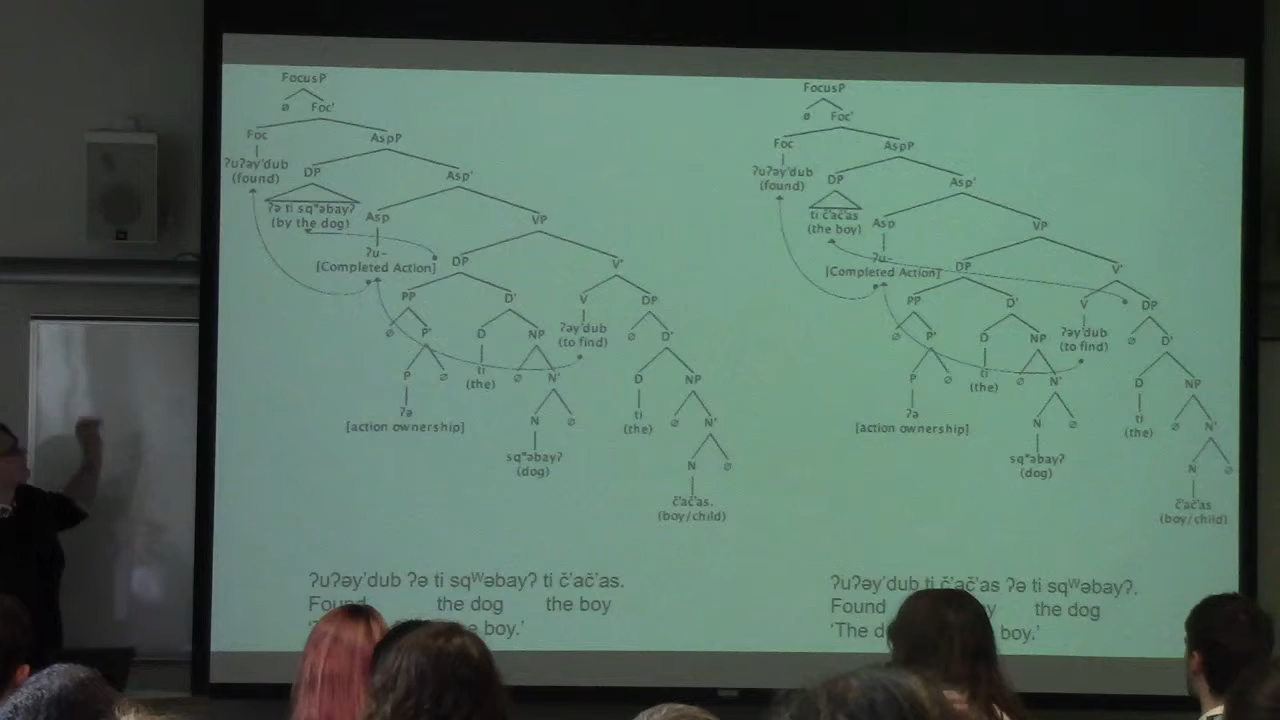 FocusP
ø Foc'
Foc AspP
ʔuʔəy'dub
(found)
DP Asp'
ʔə ti sqʷəbayʔ
(by the dog)
Asp VP
ʔu-
[Completed Action]
DP V'
PP D' V DP
ʔəy'dub
(to find)
ø P' D NP ø D'
P ø ti
(the)
ø N' D NP
ʔə
[action ownership]
N ø ti
(the)
ø N'
sqʷəbayʔ
(dog)
N ø
č'ač'as.
(boy/child)
ʔuʔəy'dub ʔə ti sqʷəbayʔ ti č'ač'as.
Found the dog the boy
boy.'
FocusP
ø Foc'
Foc AspP
ʔuʔəy'dub
(found)
DP Asp'
ti č'ač'as
(the boy)
Asp VP
ʔu-
[Completed Action]
DP V'
PP D' V DP
ʔəy'dub
(to find)
ø P' D NP ø D'
P ø ti
(the)
ø N' D NP
ʔə
[action ownership]
N ø ti
(the)
ø N'
sqʷəbayʔ
(dog)
N ø
č'ač'as
(boy/child)
ʔuʔəy'dub ti č'ač'as ʔə ti sqʷəbayʔ.
Found the dog
'The boy.'